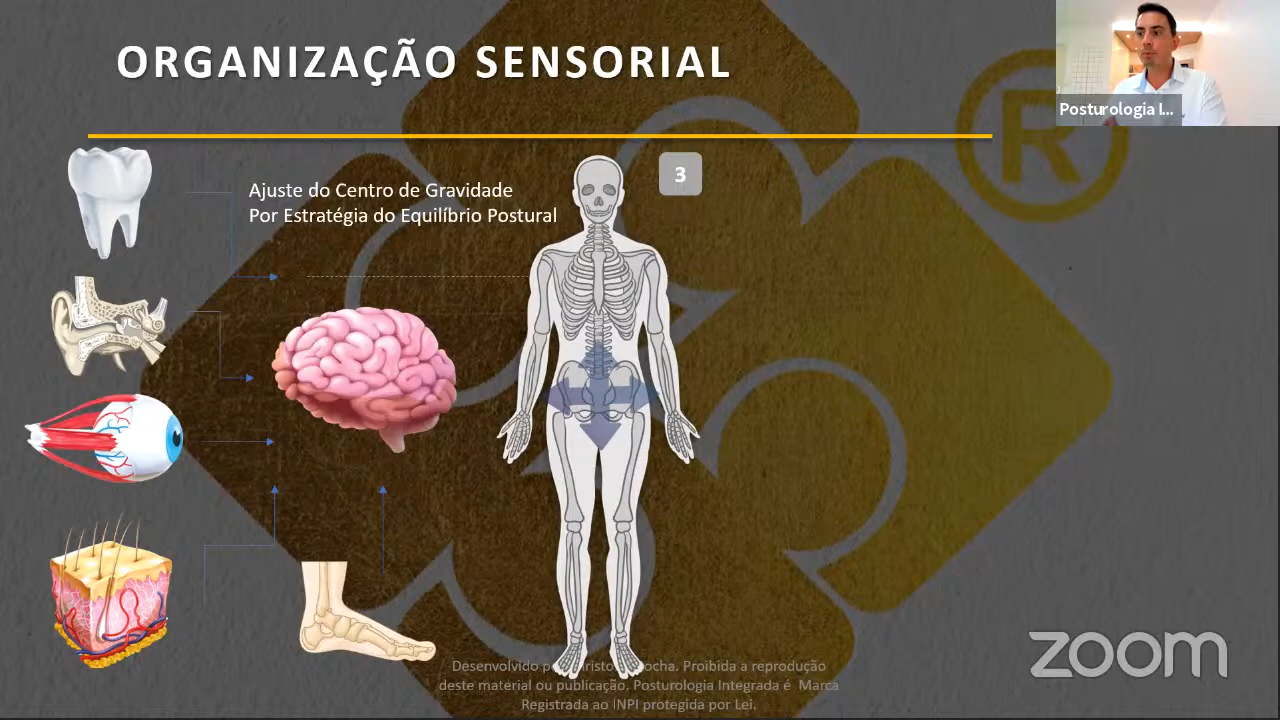 ORGANIZAÇÃO SENSORIAL
Posturologia I...
3
R
Ajuste do Centro de Gravidade
Por Estratégia do Equilíbrio Postural
zoom
Desenvolvido ocha. Proibida a reprodução
deste material ou publicação. Posturologia Integrada é Marca
Registrada ao INPI protegida por Lei.